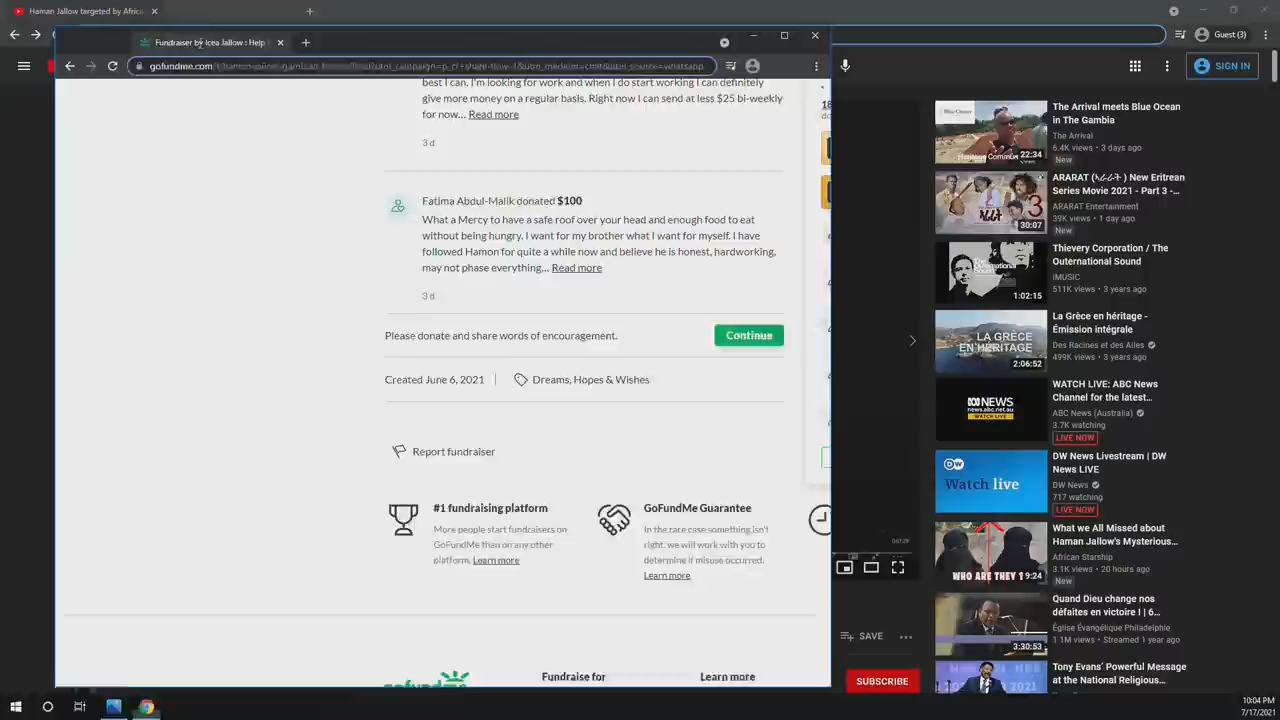 Haman Jallow targeted by Africa
Guest (3)
Fundraiser by Icea Jallow : Help
gofundme.com
SIGN IN
best I can. I'm looking for work and when I do start working I can definitely
give more money on a regular basis. Right now I can send at less $25 bi-weekly
for now... Read more
3 d
Fatima Abdul-Malik donated $100
What a Mercy to have a safe roof over your head and enough food to eat
without being hungry. I want for my brother what I want for myself. I have
followed Hamon for quite a while now and believe he is honest, hardworking,
may not phase everything... Read more
3 d
Please donate and share words of encouragement.
Continue
Created June 6, 2021
Dreams, Hopes & Wishes
Report fundraiser
#1 fundraising platform
More people start fundraisers on
GoFundMe than on any other
platform. Learn more
GoFundMe Guarantee
In the rare case something isn't
right, we will work with you to
determine if misuse occurred.
Learn more
gofundme
Fundraise for
Learn more
22:34
The Arrival meets Blue Ocean
in The Gambia
The Arrival
6.4K views • 3 days ago
New
30:07
ARARAT (ኣራራት ) New Eritrean
Series Movie 2021 - Part 3 -...
ARARAT Entertainment
39K views • 1 day ago
New
1:02:15
Thievery Corporation / The
Outernational Sound
iMUSIC
511K views • 3 years ago
LA GRÈCE
EN HÉRITAGE
2:06:52
La Grèce en héritage -
Émission intégrale
Des Racines et des Ailes
499K views • 3 years ago
NEWS
news.abc.net.au
WATCH LIVE
WATCH LIVE: ABC News
Channel for the latest...
ABC News (Australia)
3.7K watching
LIVE NOW
Watch live
DW News Livestream | DW
News LIVE
DW News
717 watching
LIVE NOW
WHO ARE THEY ?
9:24
What we All Missed about
Haman Jallow's Mysterious...
African Starship
3.1K views • 20 hours ago
New
3:30:53
Quand Dieu change nos
défaites en victoire ! | 6...
Église Évangélique Philadelphie
1.1M views • Streamed 1 year ago
Tony Evans' Powerful Message
at the National Religious...
SAVE
SUBSCRIBE
10:04 PM
7/17/2021